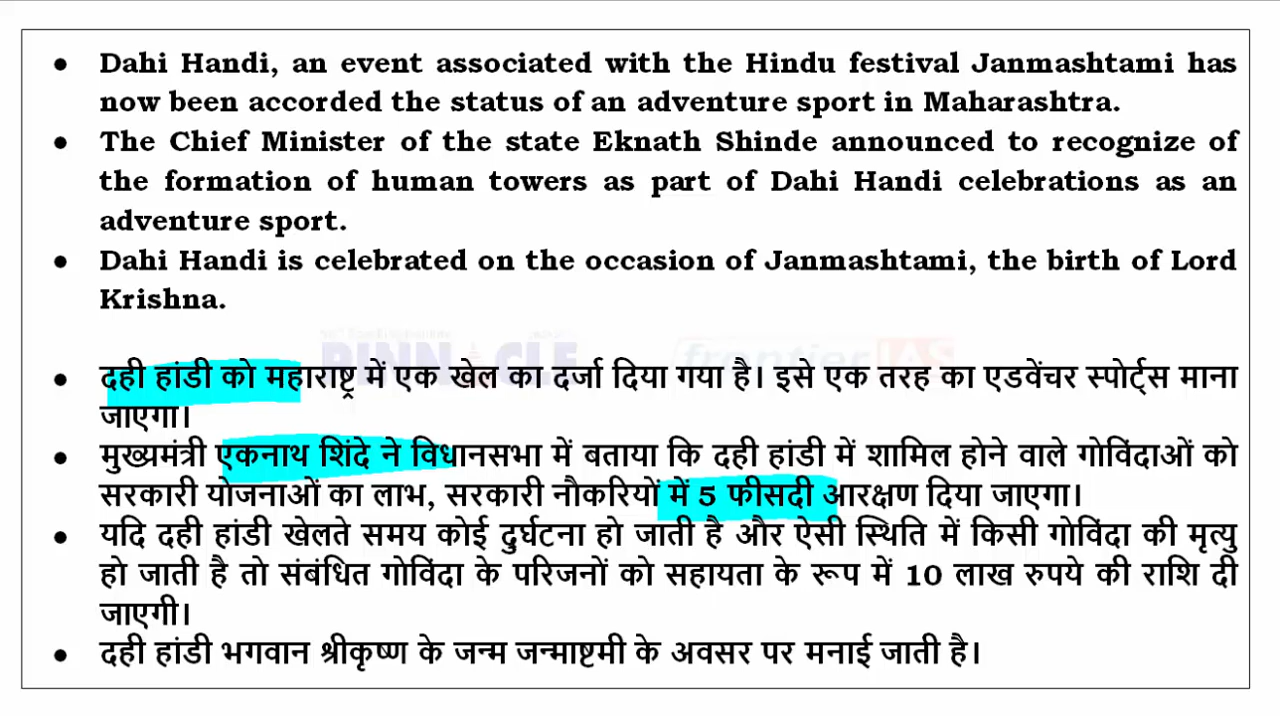 • Dahi Handi, an event associated with the Hindu festival Janmashtami has
now been accorded the status of an adventure sport in Maharashtra.
• The Chief Minister of the state Eknath Shinde announced to recognize of
the formation of human towers as part of Dahi Handi celebrations as an
adventure sport.
• Dahi Handi is celebrated on the occasion of Janmashtami, the birth of Lord
Krishna.
PINNACLE frontier IAS
• दही हांडी को महाराष्ट्र में एक खेल का दर्जा दिया गया है। इसे एक तरह का एडवेंचर स्पोर्ट्स माना
जाएगा।
• मुख्यमंत्री एकनाथ शिंदे ने विधानसभा में बताया कि दही हांडी में शामिल होने वाले गोविंदाओं को
सरकारी योजनाओं का लाभ, सरकारी नौकरियों में 5 फीसदी आरक्षण दिया जाएगा।
• यदि दही हांडी खेलते समय कोई दुर्घटना हो जाती है और ऐसी स्थिति में किसी गोविंदा की मृत्यु
हो जाती है तो संबंधित गोविंदा के परिजनों को सहायता के रूप में 10 लाख रुपये की राशि दी
जाएगी।
• दही हांडी भगवान श्रीकृष्ण के जन्म जन्माष्टमी के अवसर पर मनाई जाती है।